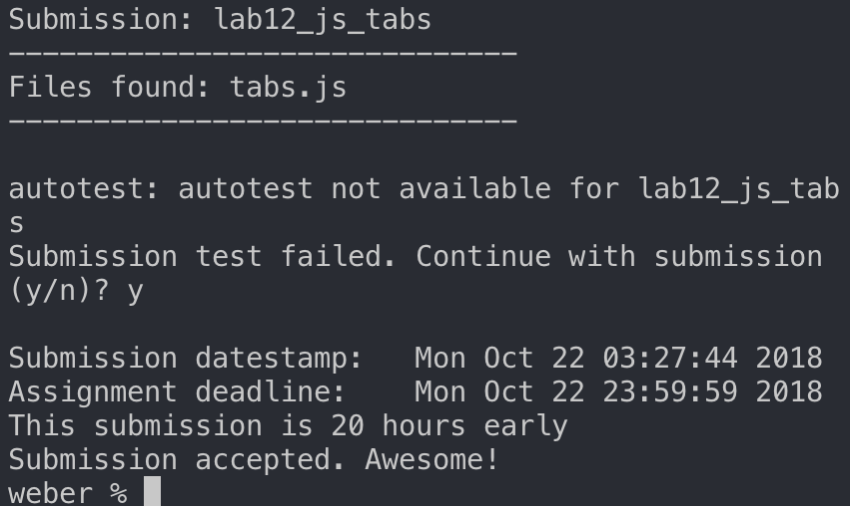 Submission: lab12_js_tabs
------------------------------
Files found: tabs.js
------------------------------
autotest: autotest not available for lab12_js_tab
s
Submission test failed. Continue with submission
(y/n)? y
Submission datestamp:   Mon Oct 22 03:27:44 2018
Assignment deadline:    Mon Oct 22 23:59:59 2018
This submission is 20 hours early
Submission accepted. Awesome!
weber %